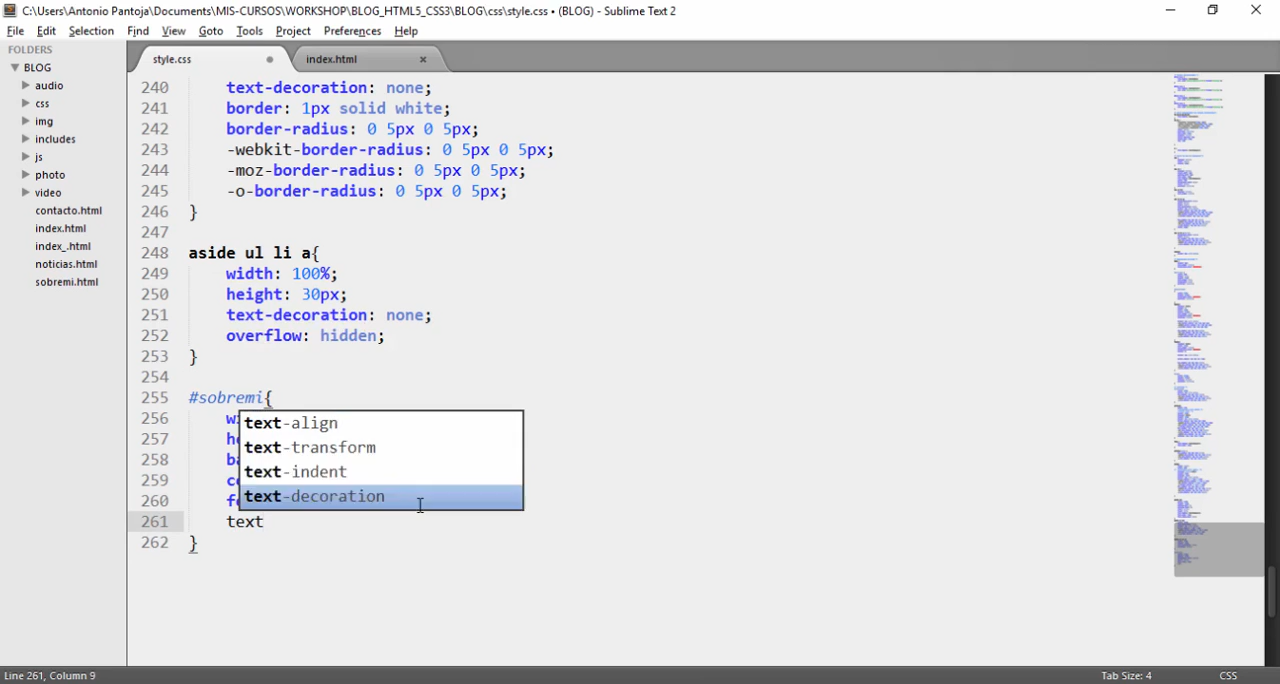 C:\Users\Antonio Pantoja\Documents\MIS-CURSOS\WORKSHOP\BLOG_HTML5_CSS3\BLOG\css\style.css • (BLOG) - Sublime Text 2
File Edit Selection View Goto Tools Project Preferences Help
FOLDERS
BLOG
audio
css
img
includes
js
photo
video
contacto.html
index.html
index_.html
noticias.html
sobremi.html
style.css
index.html ×
240 text-decoration: none;
241 border: 1px solid white;
242 border-radius: 0 5px 0 5px;
243 -webkit-border-radius: 0 5px 0 5px;
244 -moz-border-radius: 0 5px 0 5px;
245 -o-border-radius: 0 5px 0 5px;
246 }
247
248 aside ul li a{
249 width: 100%;
250 height: 30px;
251 text-decoration: none;
252 overflow: hidden;
253 }
254
255 #sobremi{
256 w
257 he
258 ba
259 co
260 fo
261 text
262 }
text-align
text-transform
text-indent
text-decoration
Line 261, Column 9
Tab Size: 4
CSS